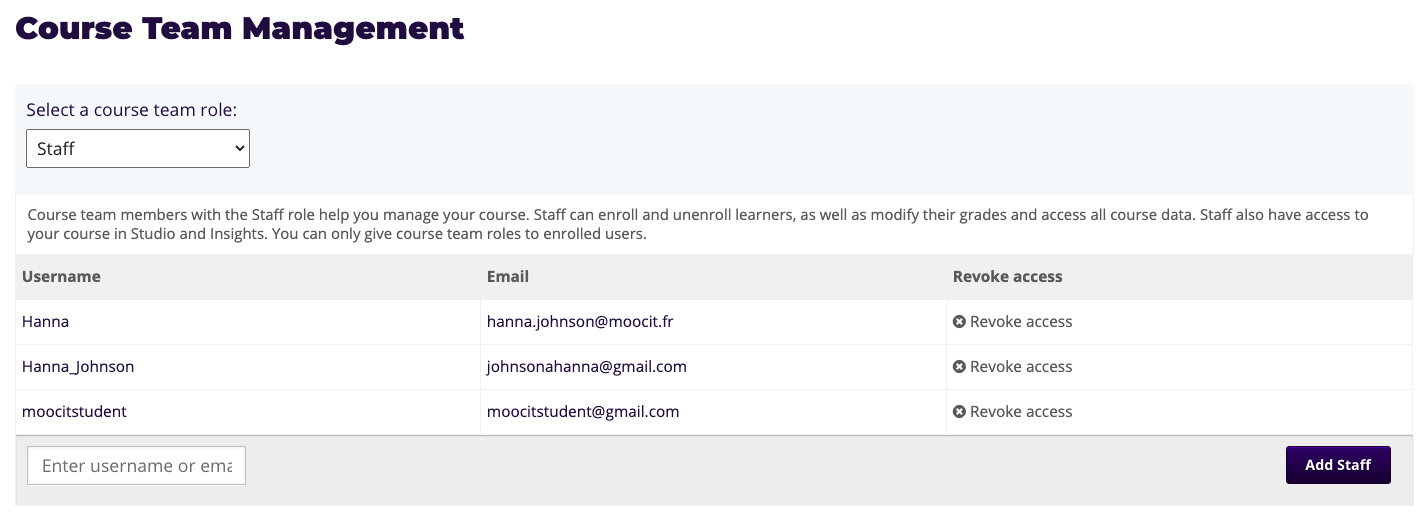 Course Team Management
Select a course team role:
Staff
Course team members with the Staff role help you manage your course. Staff can enroll and unenroll learners, as well as modify their grades and access all course data. Staff also have access to
your course in Studio and Insights. You can only give course team roles to enrolled users.
Username Email Revoke access
Hanna hanna.johnson@moocit.fr Revoke access
Hanna_Johnson johnsonahanna@gmail.com Revoke access
moocitstudent moocitstudent@gmail.com Revoke access
Enter username or ema Add Staff